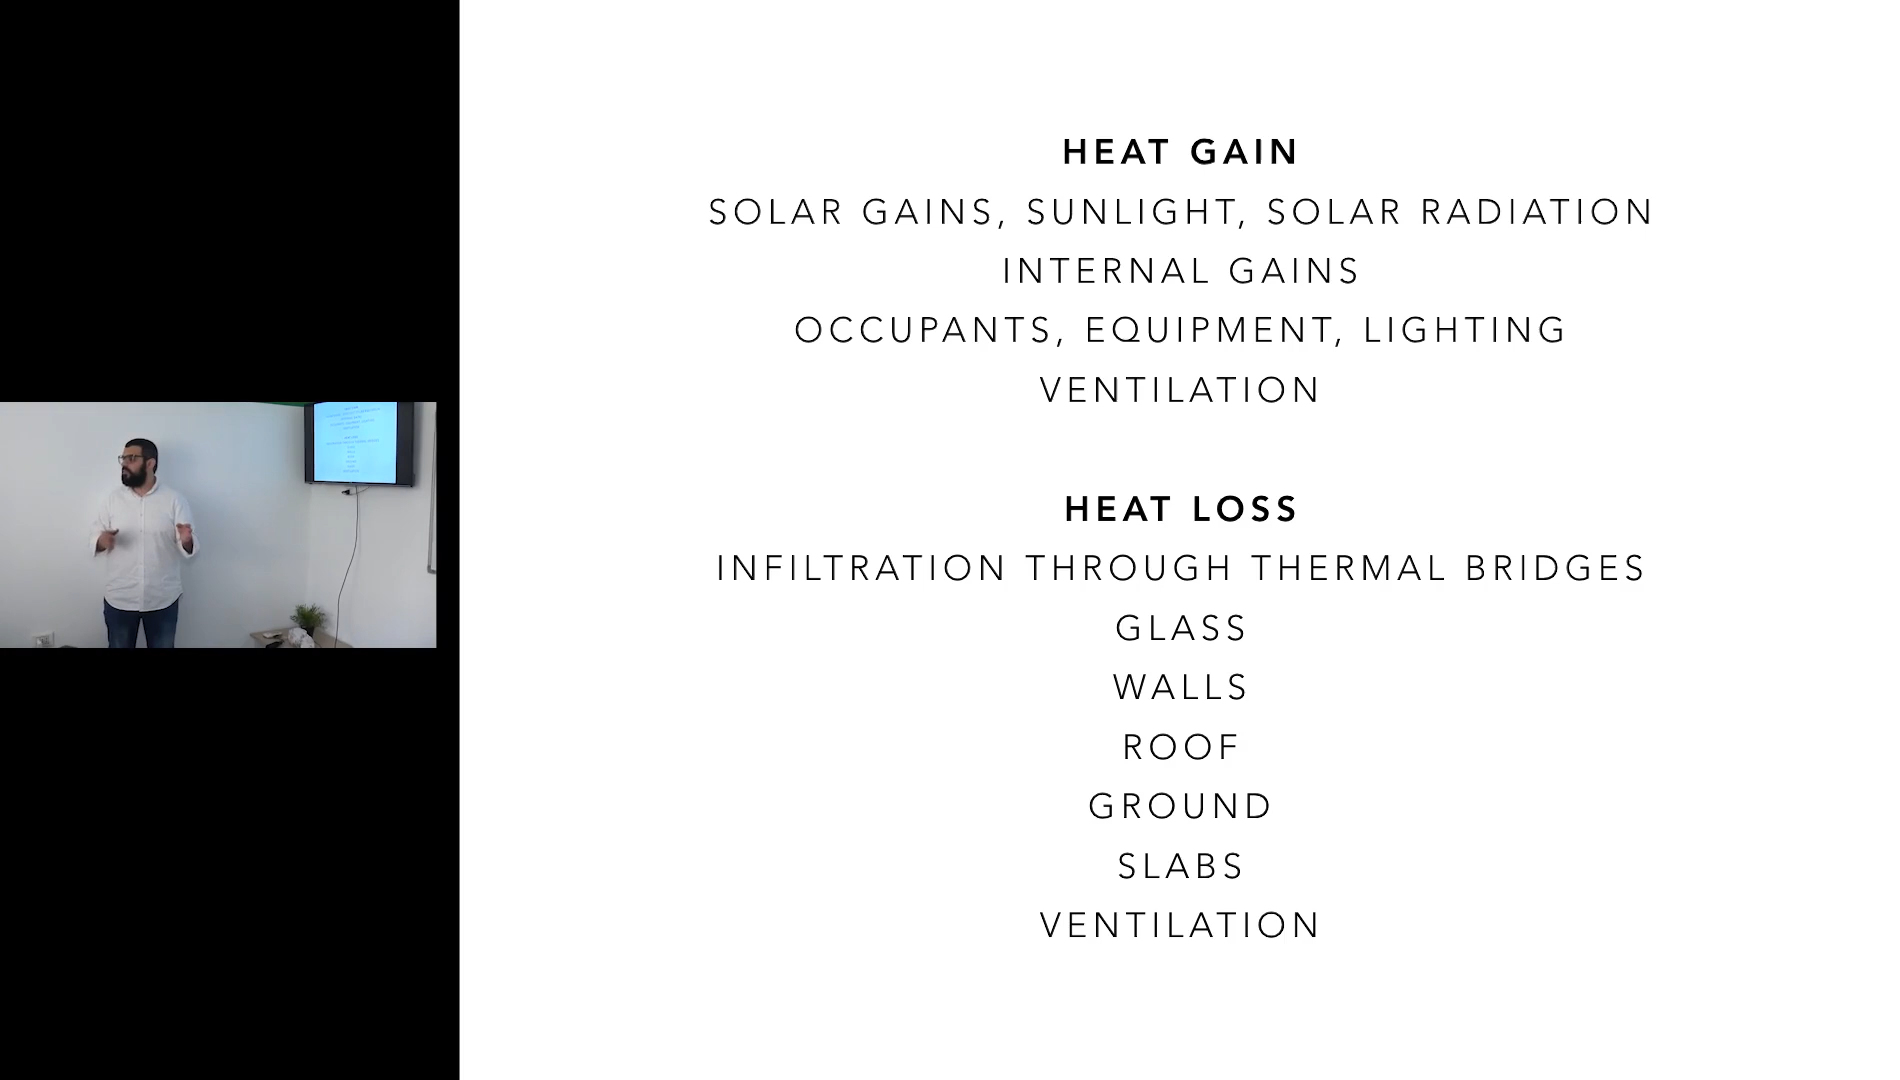 HEAT GAIN
SOLAR GAINS, SUNLIGHT, SOLAR RADIATION
INTERNAL GAINS
OCCUPANTS, EQUIPMENT, LIGHTING
VENTILATION
HEAT LOSS
INFILTRATION THROUGH THERMAL BRIDGES
GLASS
WALLS
ROOF
GROUND
SLABS
VENTILATION